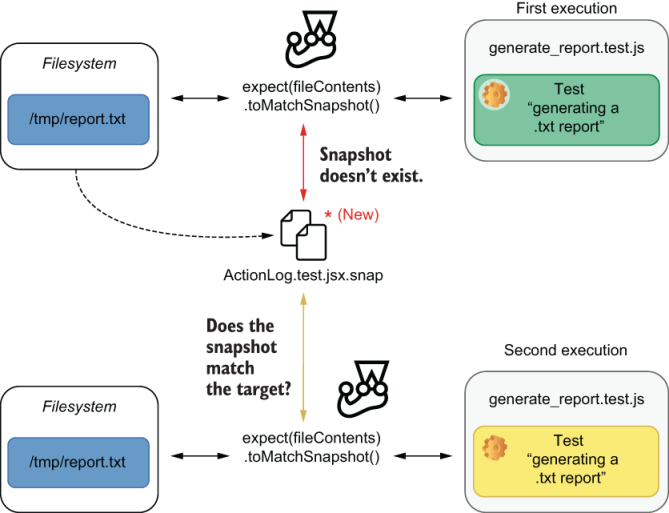 First execution
Filesystem
/tmp/report.txt
expect(fileContents)
.toMatchSnapshot()
generate_report.test.js
Test
“generating a
.txt report”
Snapshot
doesn’t exist.
* (New)
ActionLog.test.jsx.snap
Does the
snapshot
match
the target?
Second execution
Filesystem
/tmp/report.txt
expect(fileContents)
.toMatchSnapshot()
generate_report.test.js
Test
“generating a
.txt report”